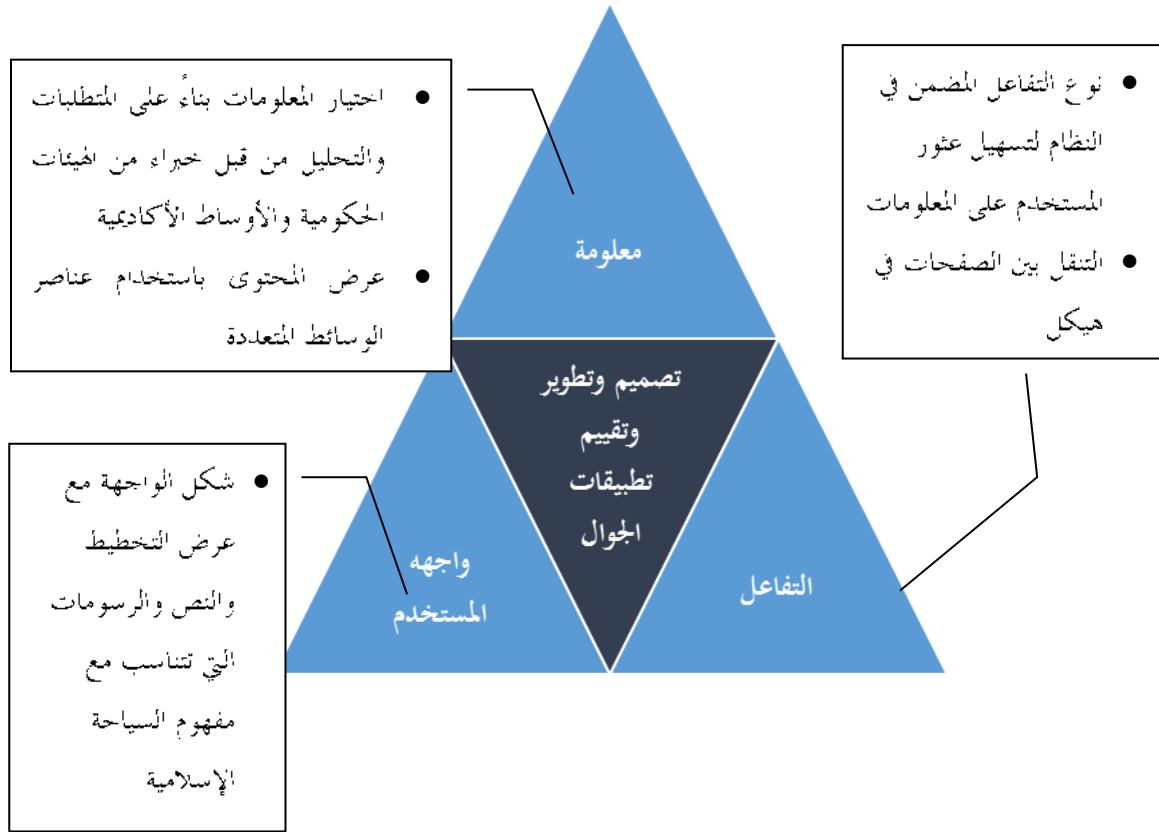 ● اختيار المعلومات بناءً على المتطلبات
والتحليل من قبل خبراء من الهيئات
الحكومية والأوساط الأكاديمية
● عرض المحتوى باستخدام عناصر
الوسائط المتعددة
● نوع التفاعل المضمن في
النظام لتسهيل عثور
المستخدم على المعلومات
● التنقل بين الصفحات في
هيكل
معلومة
تصميم وتطوير
وتقييم
تطبيقات
الجوال
● شكل الواجهة مع
عرض التخطيط
والنص والرسومات
التي تتناسب مع
مفهوم السياحة
الإسلامية
واجهه
المستخدم
التفاعل